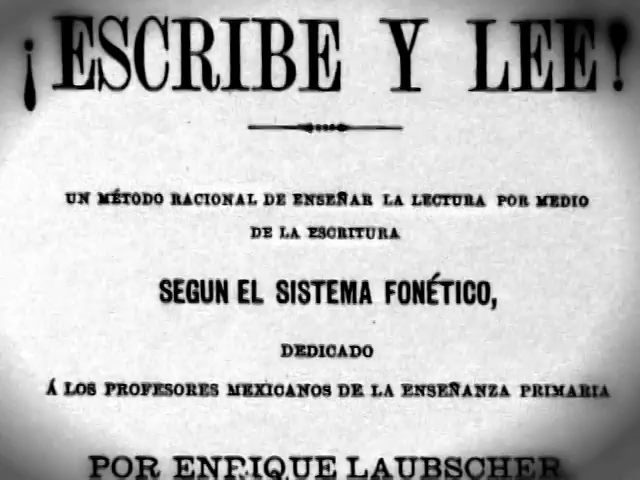 ¡ESCRIBE Y LEE!
UN MÉTODO RACIONAL DE ENSEÑAR LA LECTURA POR MEDIO
DE LA ESCRITURA
SEGUN EL SISTEMA FONÉTICO,
DEDICADO
Á LOS PROFESORES MEXICANOS DE LA ENSEÑANZA PRIMARIA
POR ENRIQUE LAUBSCHER